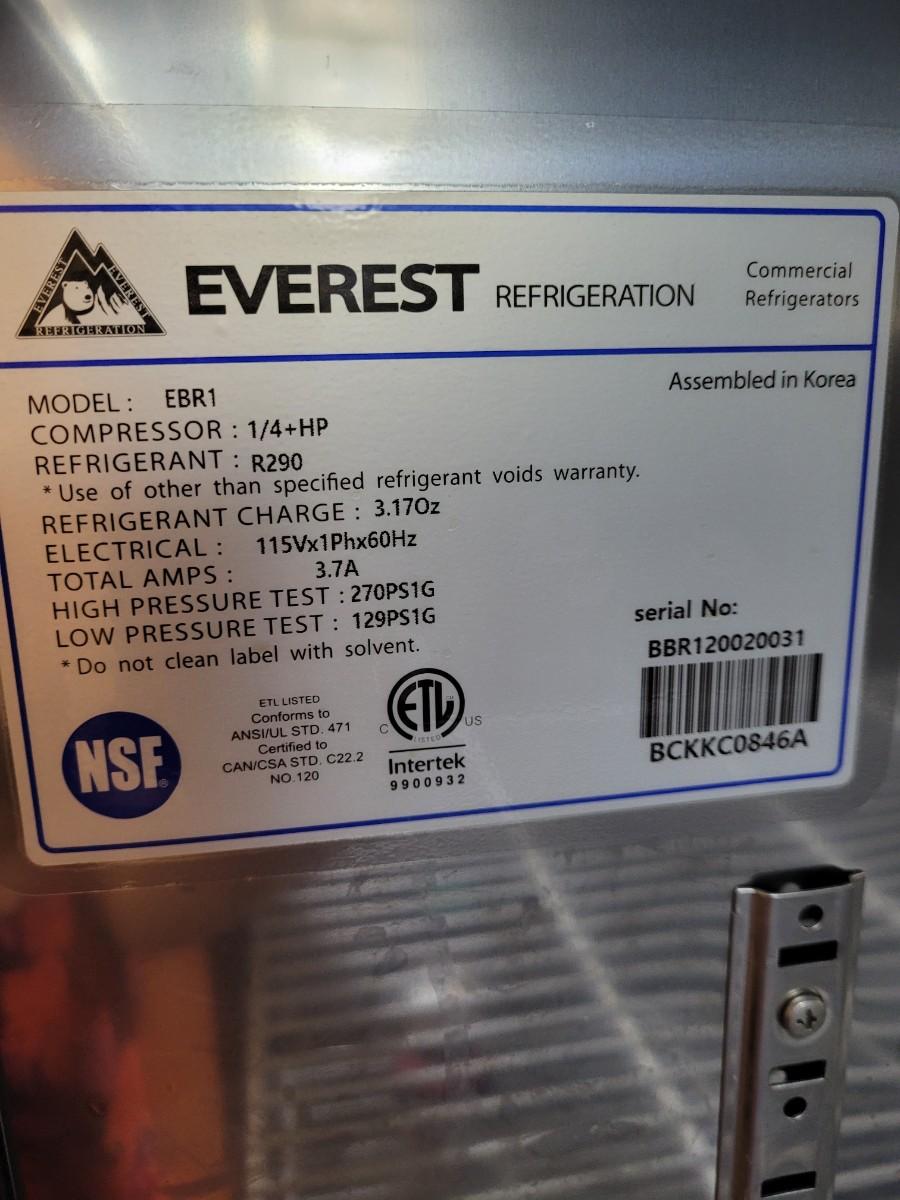 EVEREST EVEREST
REFRIGERATION
EVEREST REFRIGERATION
Commercial
Refrigerators
Assembled in Korea
MODEL : EBR1
COMPRESSOR : 1/4+HP
REFRIGERANT : R290
* Use of other than specified refrigerant voids warranty.
REFRIGERANT CHARGE : 3.17Oz
ELECTRICAL : 115Vx1Phx60Hz
TOTAL AMPS : 3.7A
HIGH PRESSURE TEST : 270PS1G
LOW PRESSURE TEST : 129PS1G
* Do not clean label with solvent.
serial No:
BBR120020031
BCKKC0846A
NSF®
ETL LISTED
Conforms to
ANSI/UL STD. 471
Certified to
CAN/CSA STD. C22.2
NO.120
C ETL CM US
LISTED
Intertek
9900932